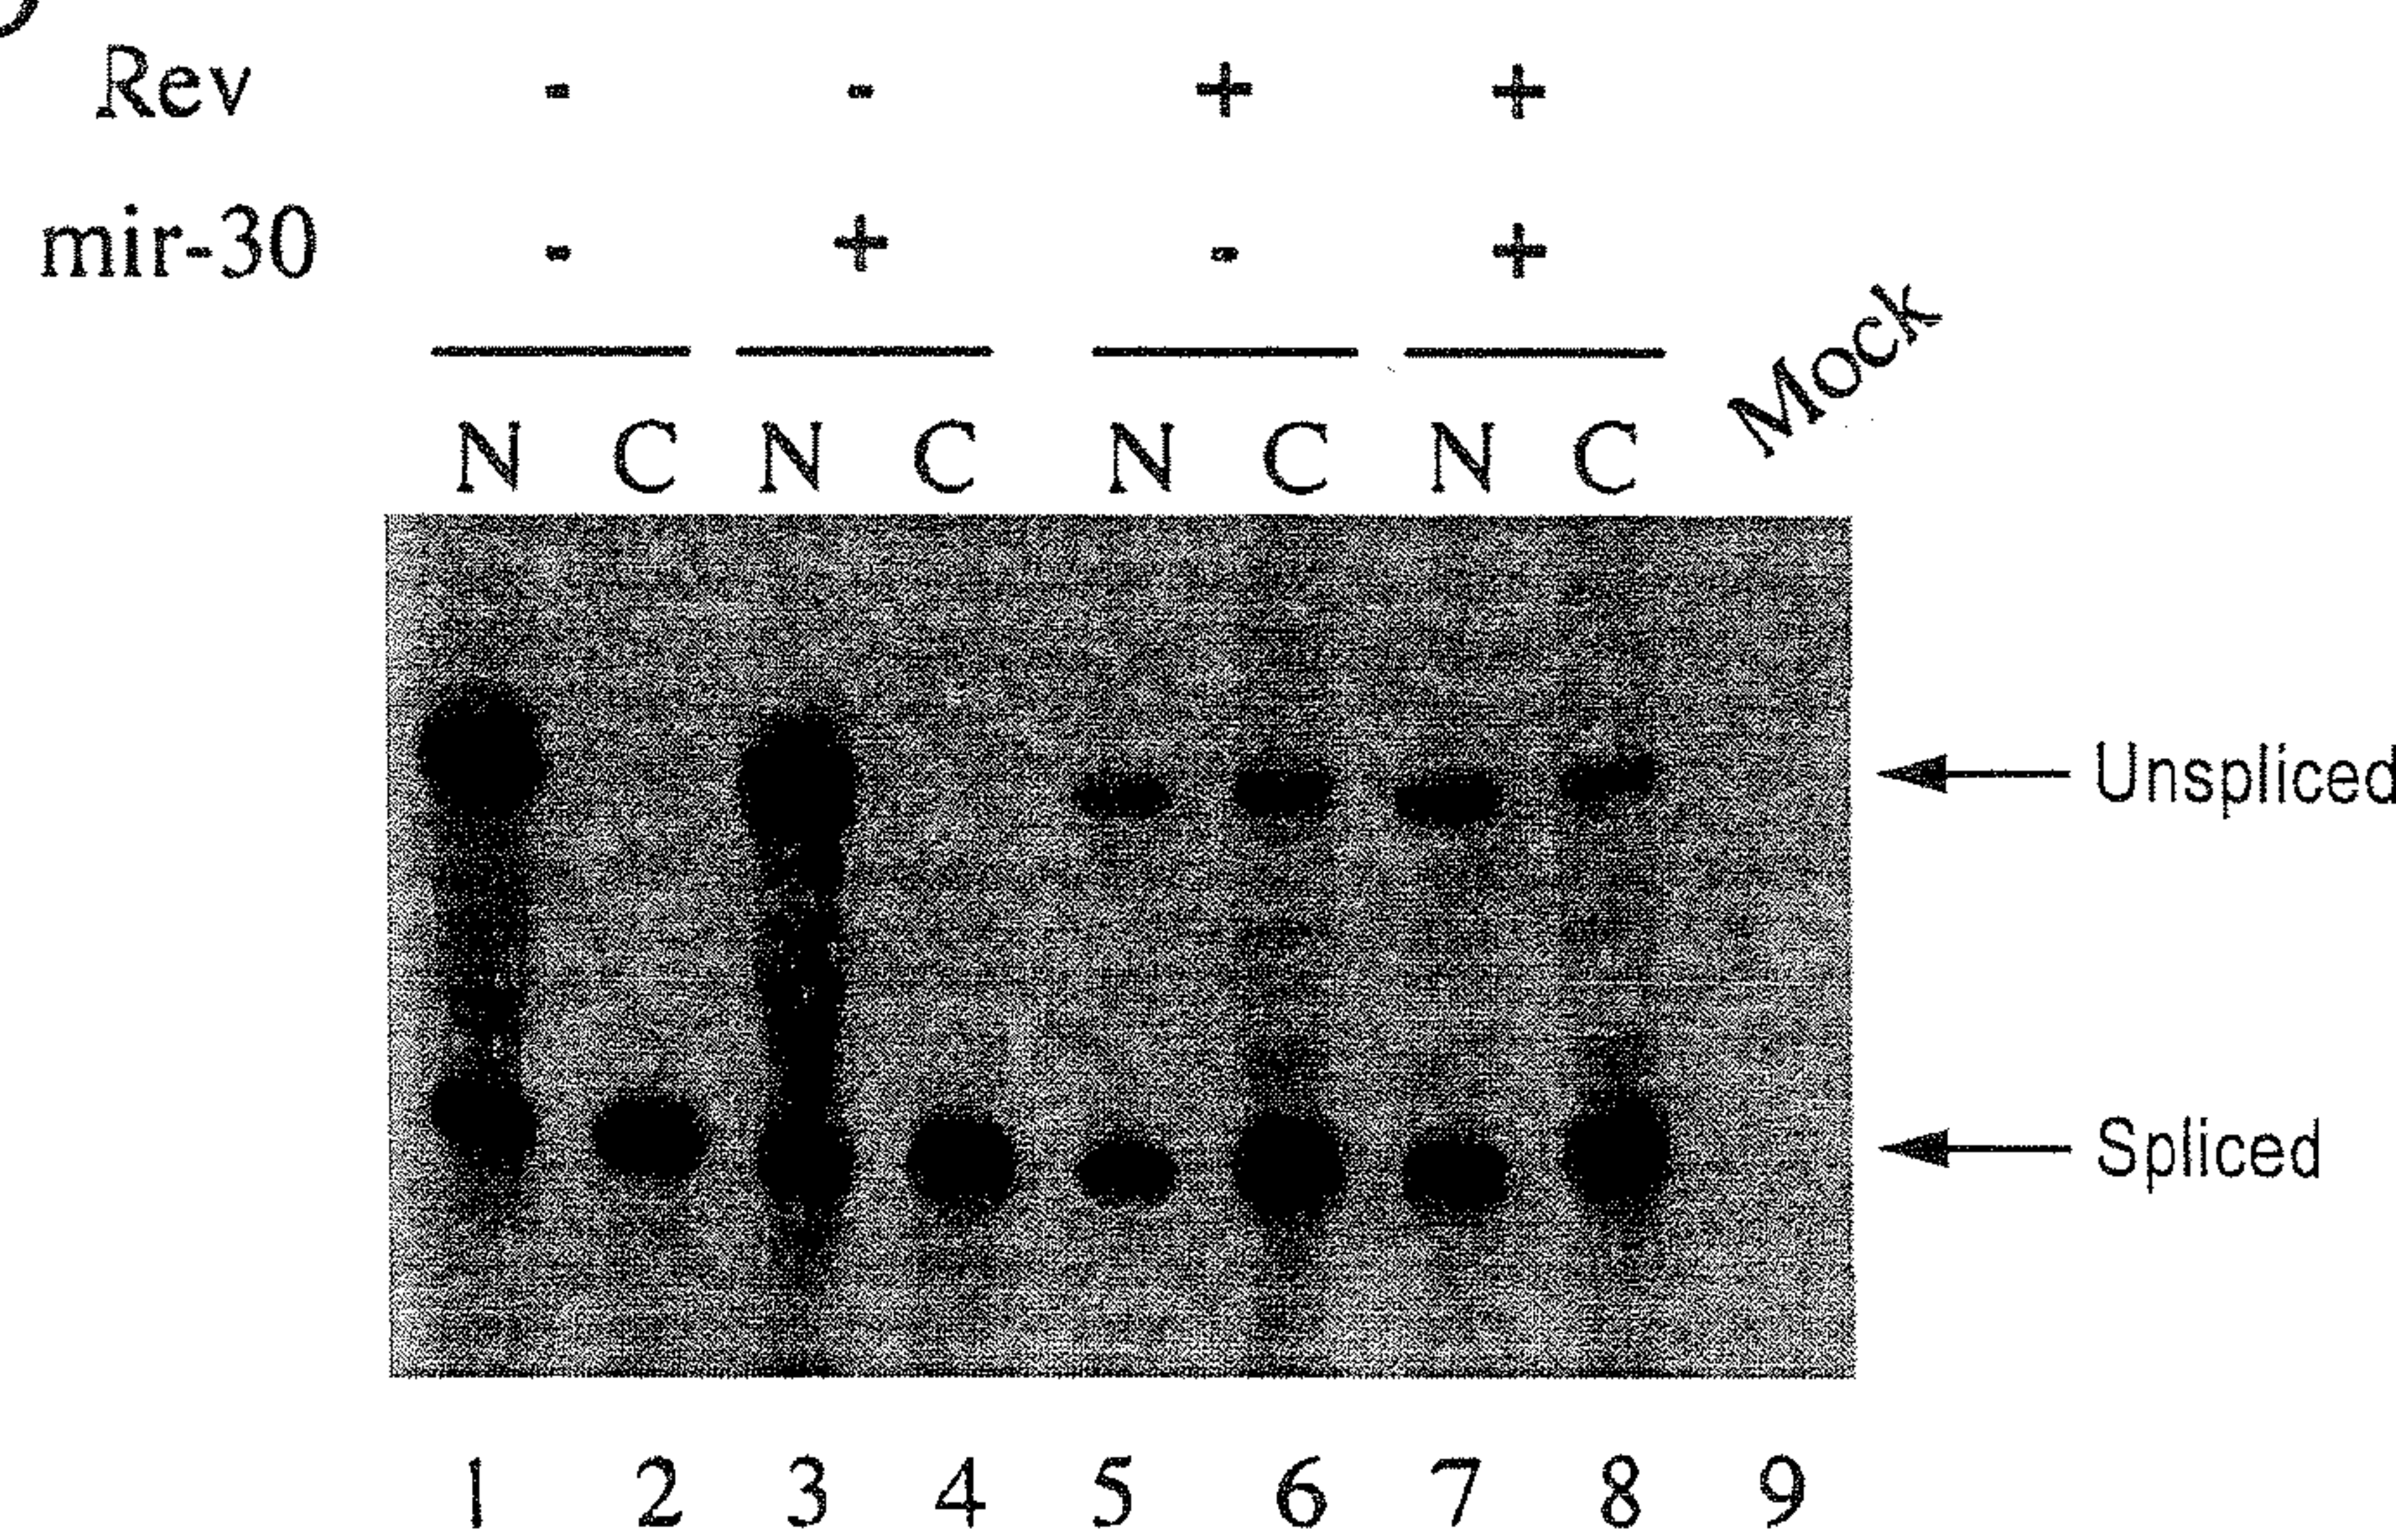 Rev - - + +
mir-30 - + - +
N C N C N C N C Mock
Unspliced
Spliced
1 2 3 4 5 6 7 8 9